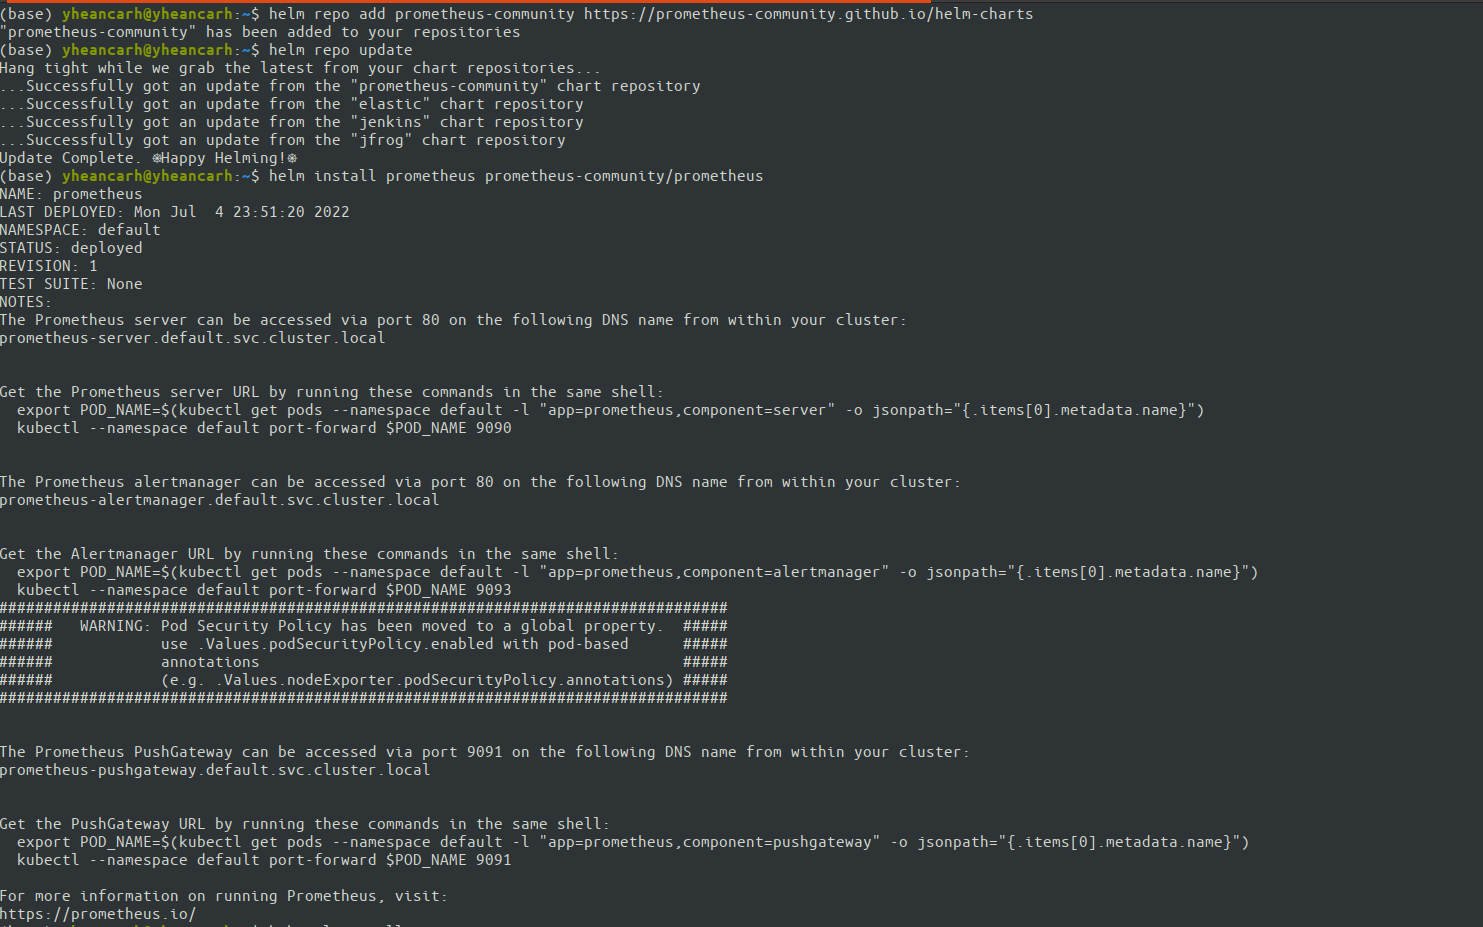 (base) yheancarh@yheancarh:~$ helm repo add prometheus-community https://prometheus-community.github.io/helm-charts
"prometheus-community" has been added to your repositories
(base) yheancarh@yheancarh:~$ helm repo update
Hang tight while we grab the latest from your chart repositories...
...Successfully got an update from the "prometheus-community" chart repository
...Successfully got an update from the "elastic" chart repository
...Successfully got an update from the "jenkins" chart repository
...Successfully got an update from the "jfrog" chart repository
Update Complete. ⎈Happy Helming!⎈
(base) yheancarh@yheancarh:~$ helm install prometheus prometheus-community/prometheus
NAME: prometheus
LAST DEPLOYED: Mon Jul  4 23:51:20 2022
NAMESPACE: default
STATUS: deployed
REVISION: 1
TEST SUITE: None
NOTES:
The Prometheus server can be accessed via port 80 on the following DNS name from within your cluster:
prometheus-server.default.svc.cluster.local
Get the Prometheus server URL by running these commands in the same shell:
  export POD_NAME=$(kubectl get pods --namespace default -l "app=prometheus,component=server" -o jsonpath="{.items[0].metadata.name}")
  kubectl --namespace default port-forward $POD_NAME 9090
The Prometheus alertmanager can be accessed via port 80 on the following DNS name from within your cluster:
prometheus-alertmanager.default.svc.cluster.local
Get the Alertmanager URL by running these commands in the same shell:
  export POD_NAME=$(kubectl get pods --namespace default -l "app=prometheus,component=alertmanager" -o jsonpath="{.items[0].metadata.name}")
  kubectl --namespace default port-forward $POD_NAME 9093
#################################################################################
######   WARNING: Pod Security Policy has been moved to a global property.  #####
######            use .Values.podSecurityPolicy.enabled with pod-based      #####
######            annotations                                               #####
######            (e.g. .Values.nodeExporter.podSecurityPolicy.annotations) #####
#################################################################################
The Prometheus PushGateway can be accessed via port 9091 on the following DNS name from within your cluster:
prometheus-pushgateway.default.svc.cluster.local
Get the PushGateway URL by running these commands in the same shell:
  export POD_NAME=$(kubectl get pods --namespace default -l "app=prometheus,component=pushgateway" -o jsonpath="{.items[0].metadata.name}")
  kubectl --namespace default port-forward $POD_NAME 9091
For more information on running Prometheus, visit:
https://prometheus.io/